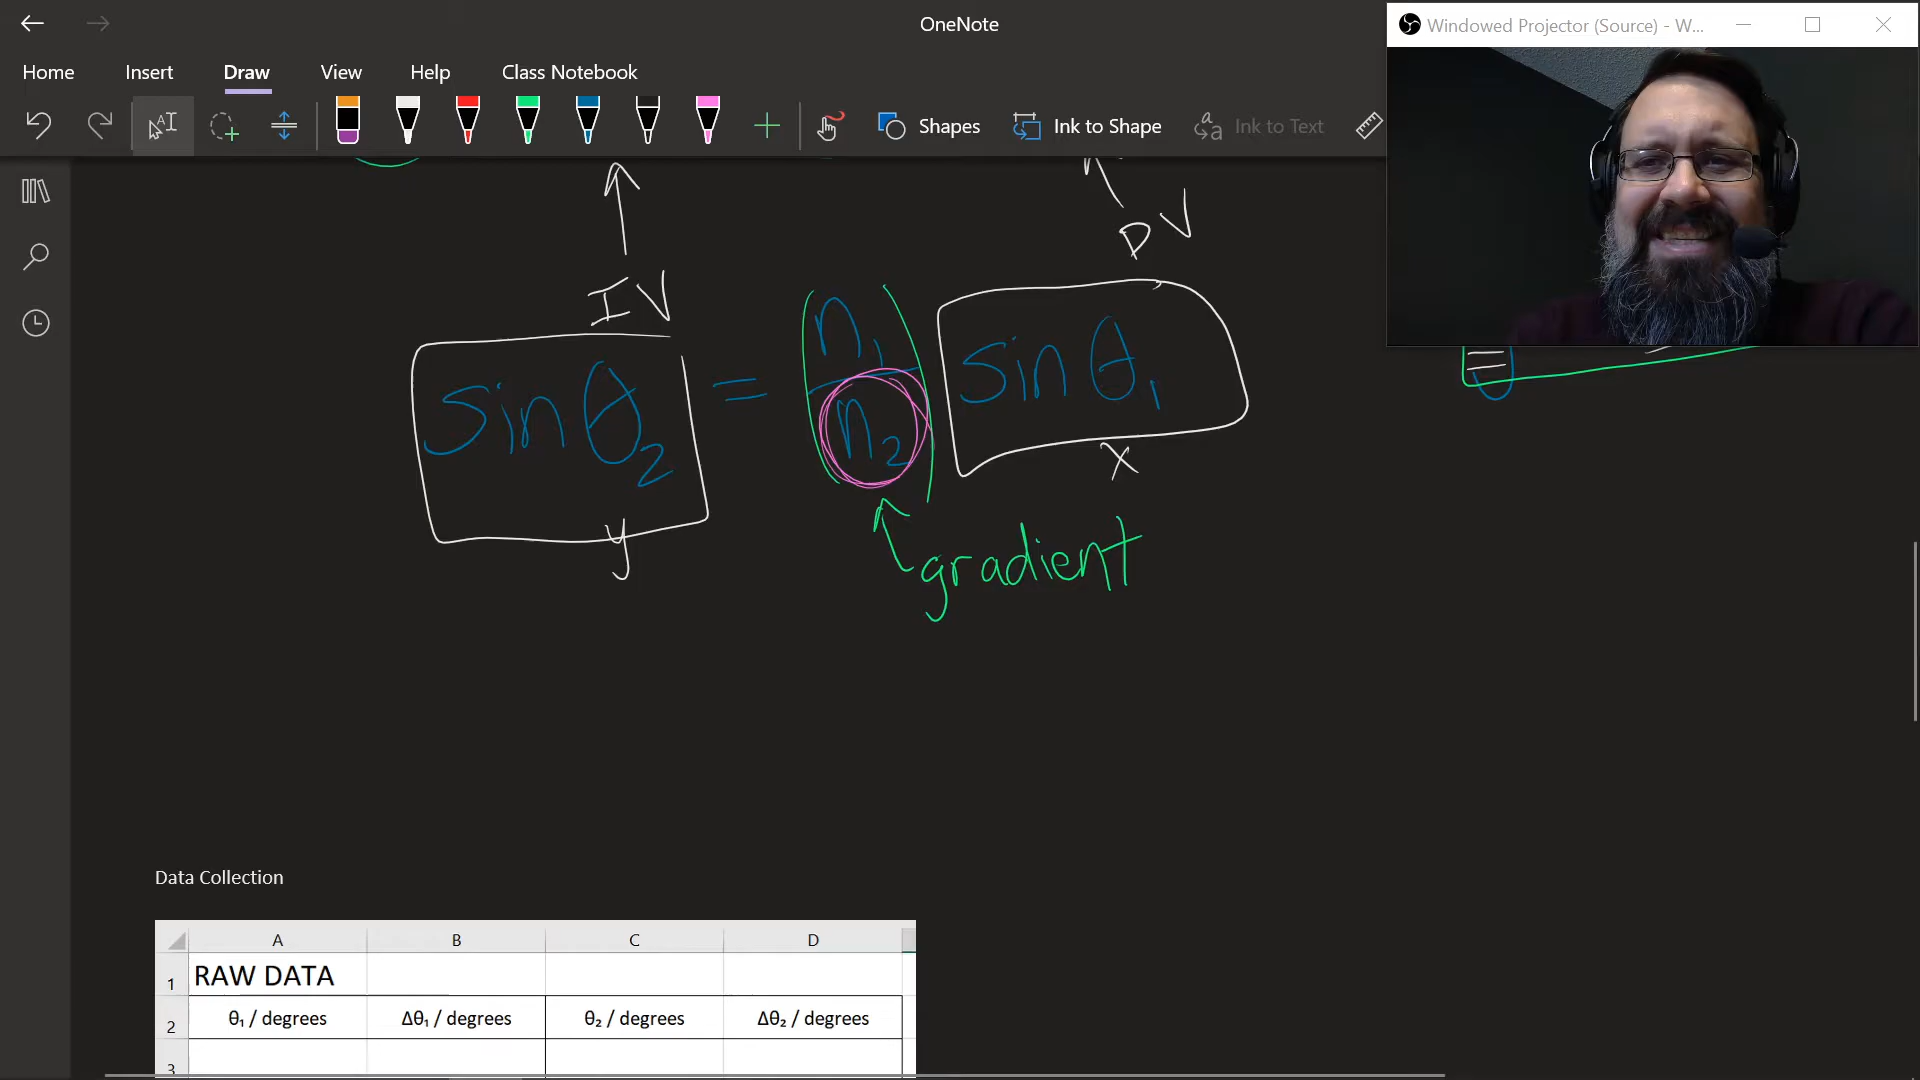 OneNote
Windowed Projector (Source) - W...
Home Insert Draw View Help Class Notebook
Shapes Ink to Shape Ink to Text
DV
IV
sin θ₂ = n₁/n₂ sin θ₁
x
y
gradient
Data Collection
A B C D
1 RAW DATA
2 θ₁ / degrees Δθ₁ / degrees θ₂ / degrees Δθ₂ / degrees
3